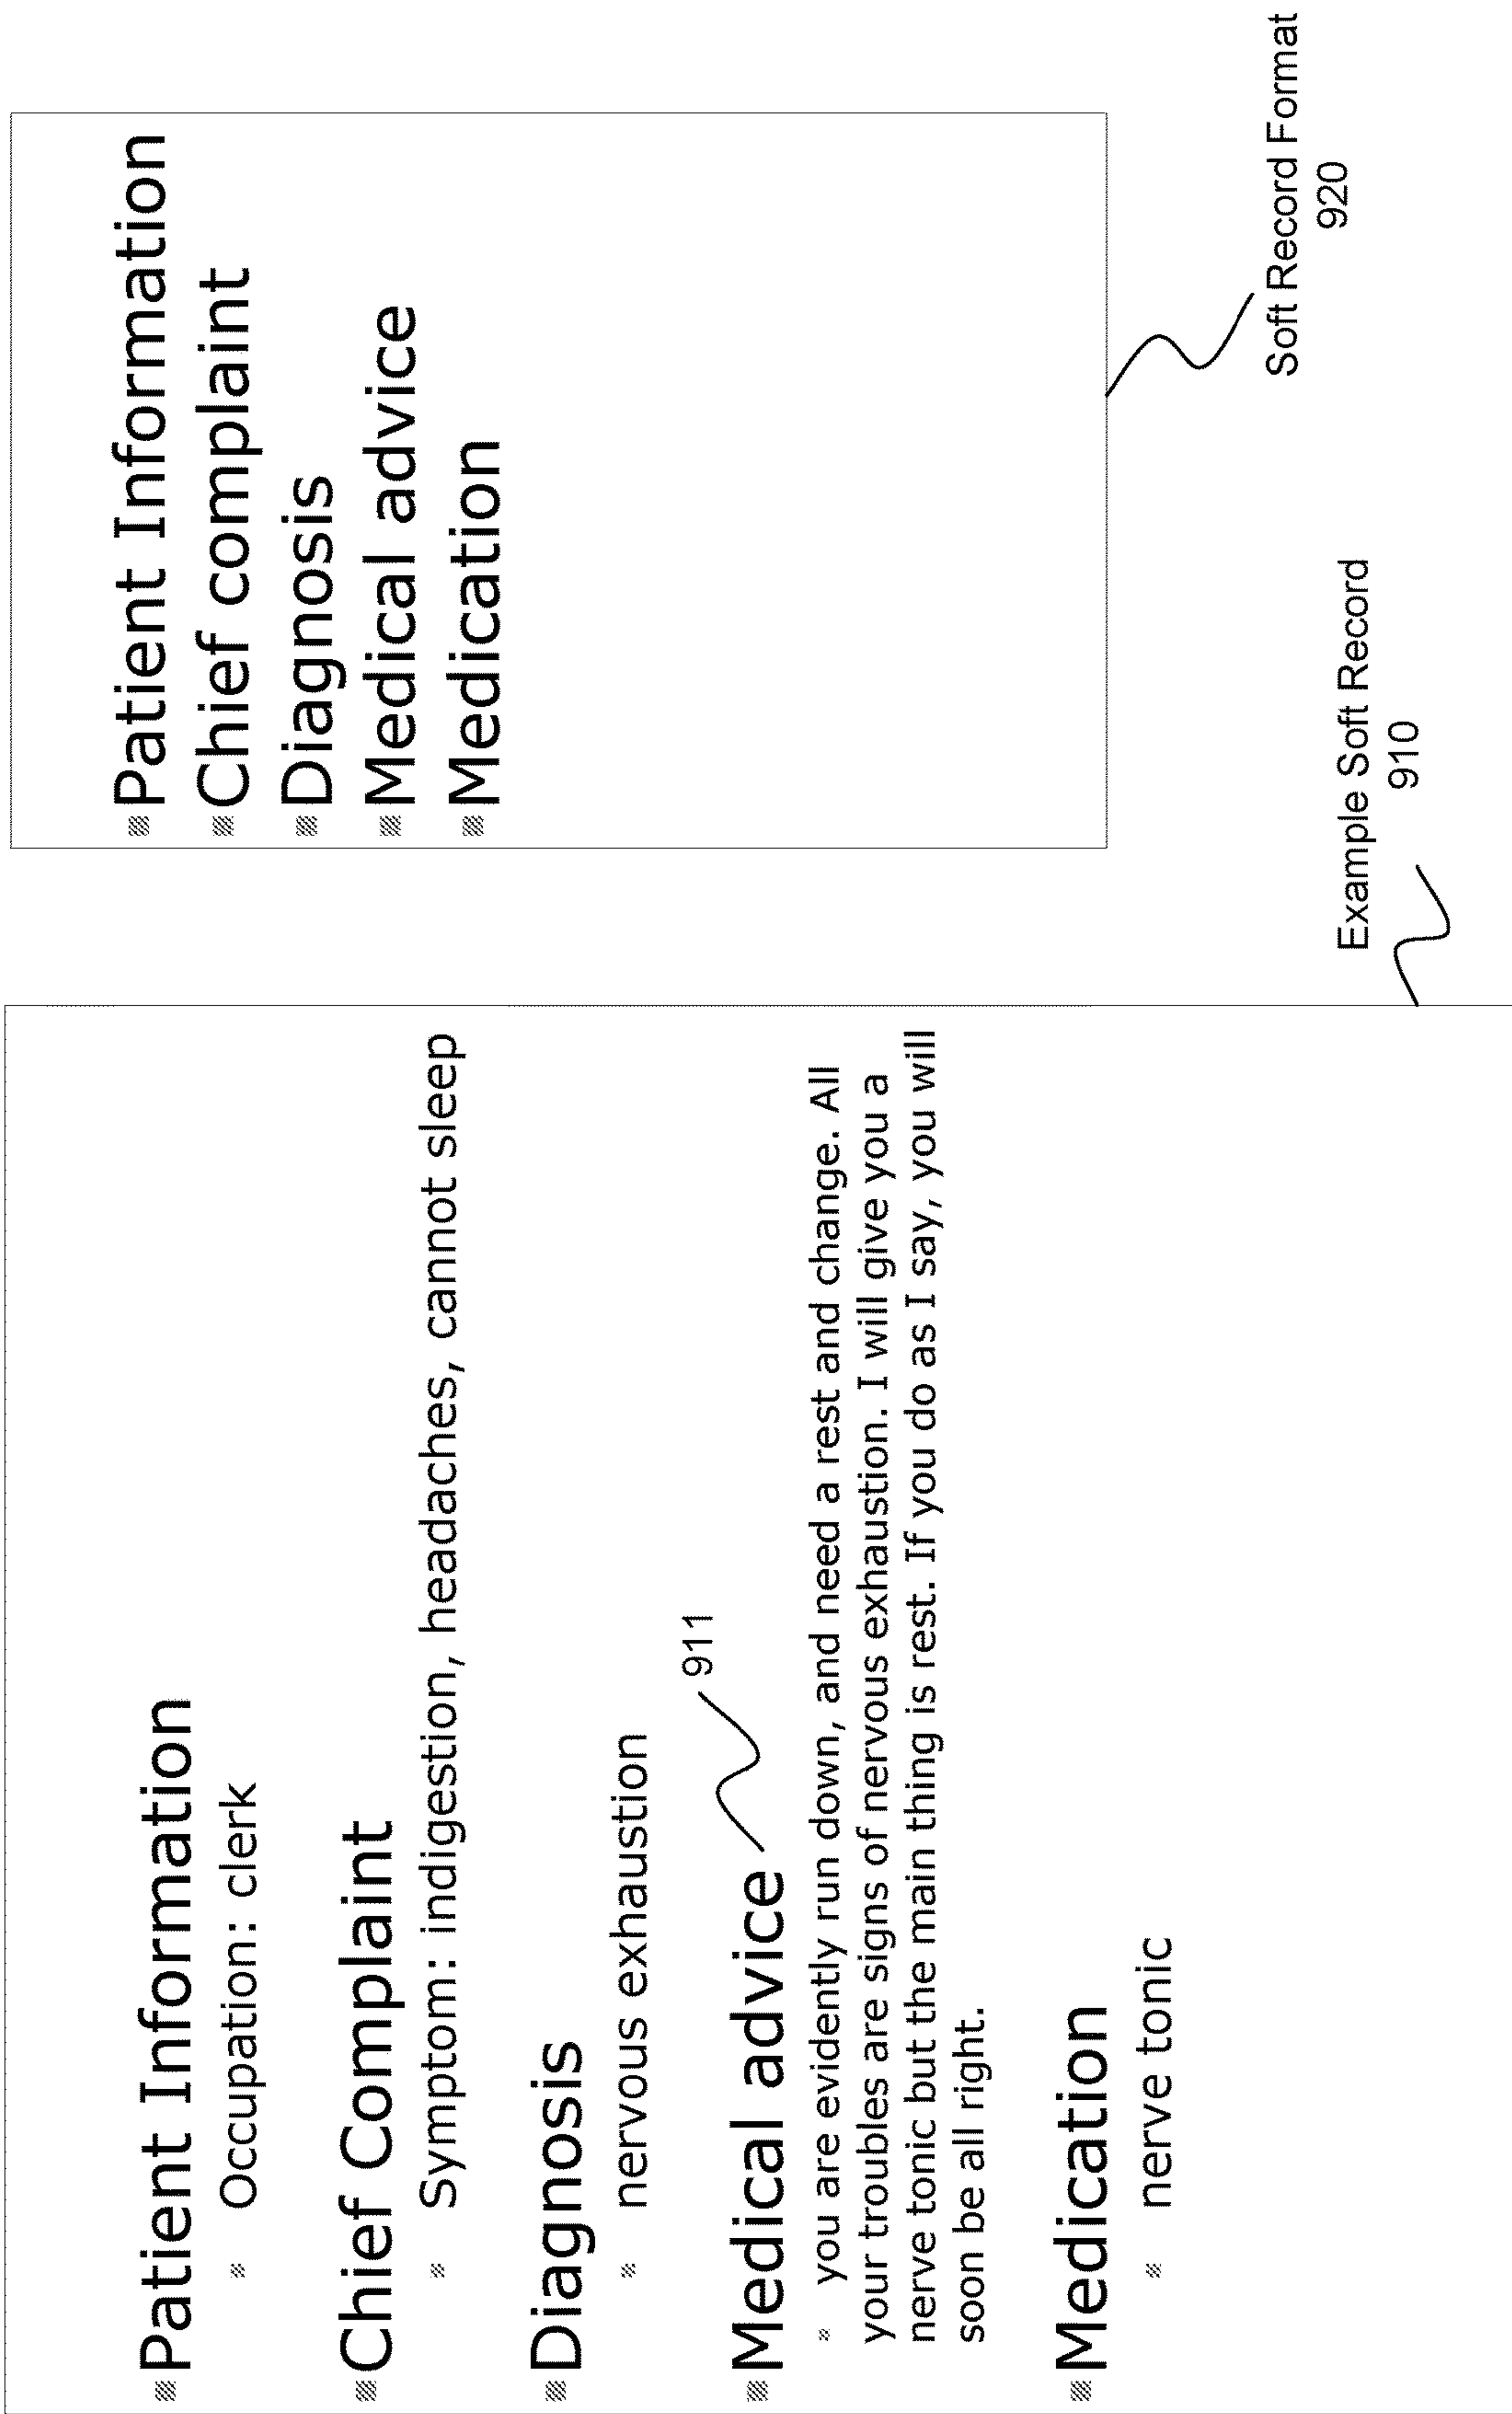 Patient Information
Occupation: clerk
Chief Complaint
Symptom: indigestion, headaches, cannot sleep
Diagnosis
nervous exhaustion
Medical advice
911
you are evidently run down, and need a rest and change. All
your troubles are signs of nervous exhaustion. I will give you a
nerve tonic but the main thing is rest. If you do as I say, you will
soon be all right.
Medication
nerve tonic
Example Soft Record
910
Patient Information
Chief complaint
Diagnosis
Medical advice
Medication
Soft Record Format
920